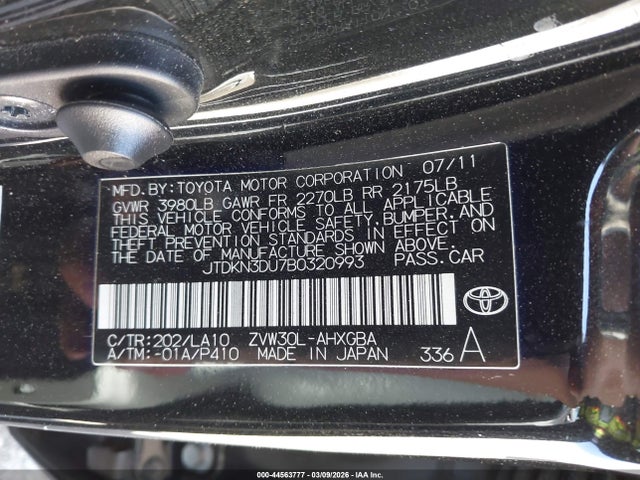 MFD.BY:TOYOTA MOTOR CORPORATION 07/11
GVWR 3980LB GAWR FR 2270LB RR 2175LB
THIS VEHICLE CONFORMS TO ALL APPLICABLE
FEDERAL MOTOR VEHICLE SAFETY, BUMPER, AND
THEFT PREVENTION STANDARDS IN EFFECT ON
THE DATE OF MANUFACTURE SHOWN ABOVE.
JTDKN3DU7B0320993 PASS.CAR
C/TR:202/LA10 ZVW30L-AHXGBA
A/TM:-01A/P410 MADE IN JAPAN 336 A
000-44563777 - 03/09/2026 - IAAI Inc.